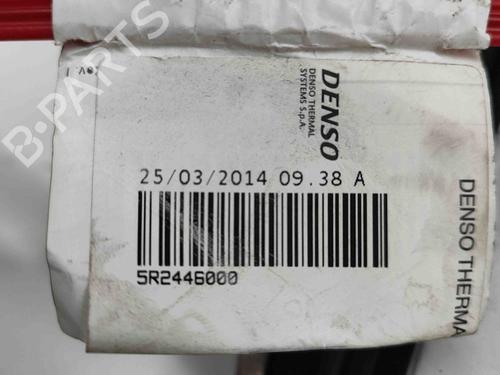 DENSO
DENSO THERMAL
SYSTEMS S.p.A.
25/03/2014 09.38 A
5R2446000
DENSO THERMA
B-PARTS